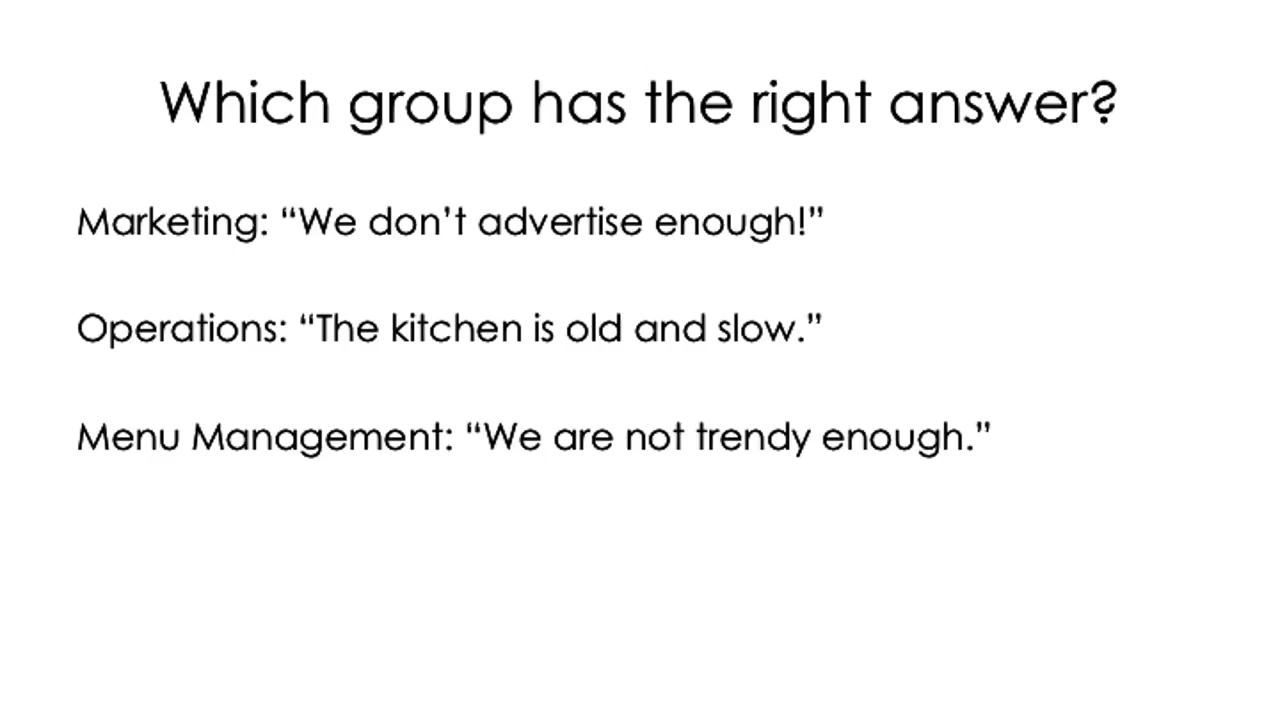 Which group has the right answer?
Marketing: “We don’t advertise enough!”
Operations: “The kitchen is old and slow.”
Menu Management: “We are not trendy enough.”